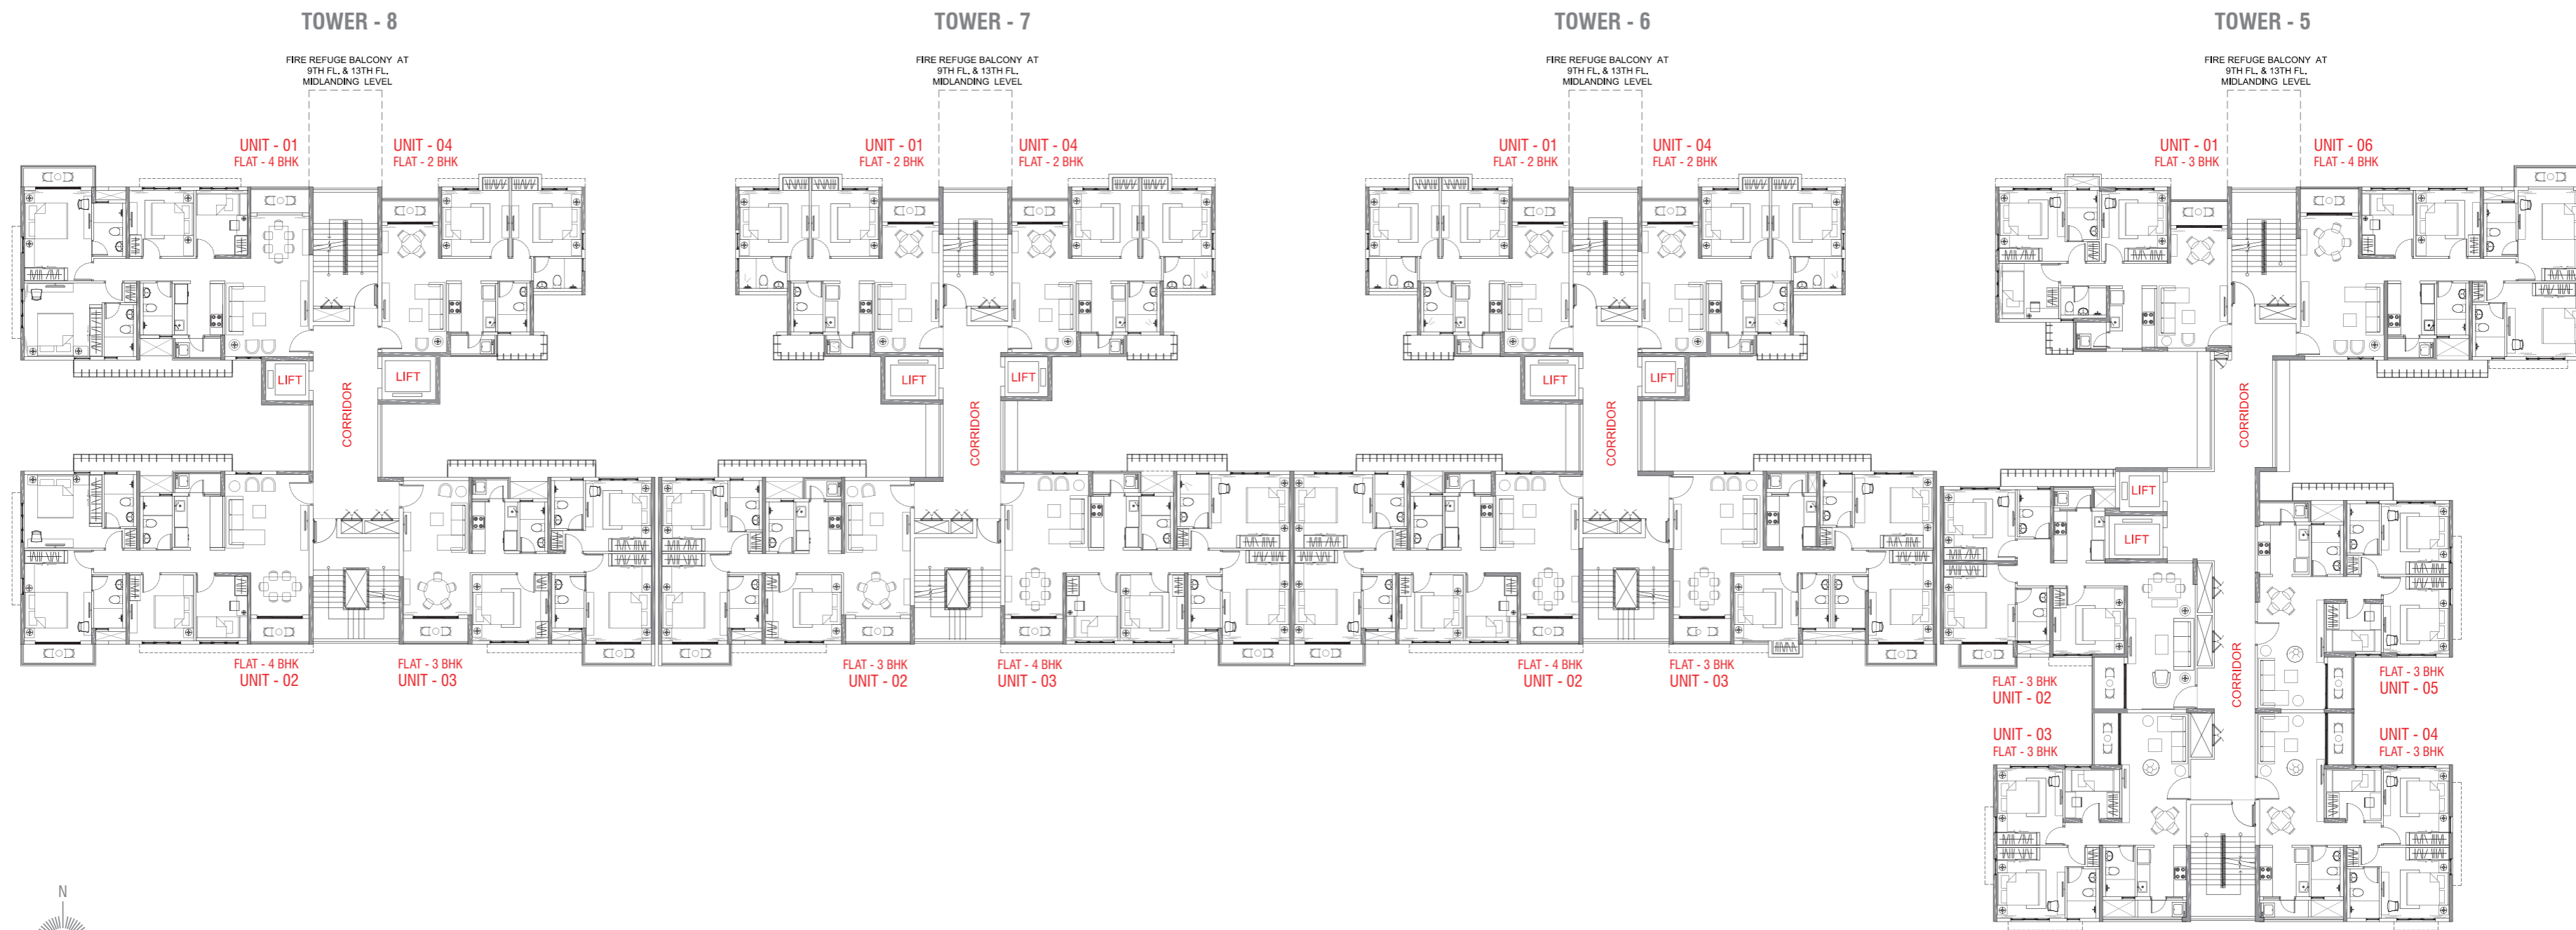 TOWER - 8
FIRE REFUGE BALCONY AT
9TH FL. & 13TH FL.
MIDLANDING LEVEL
UNIT - 01
FLAT - 4 BHK
UNIT - 04
FLAT - 2 BHK
LIFT
LIFT
CORRIDOR
FLAT - 4 BHK
UNIT - 02
FLAT - 3 BHK
UNIT - 03
TOWER - 7
FIRE REFUGE BALCONY AT
9TH FL. & 13TH FL.
MIDLANDING LEVEL
UNIT - 01
FLAT - 2 BHK
UNIT - 04
FLAT - 2 BHK
LIFT
LIFT
CORRIDOR
FLAT - 3 BHK
UNIT - 02
FLAT - 4 BHK
UNIT - 03
TOWER - 6
FIRE REFUGE BALCONY AT
9TH FL. & 13TH FL.
MIDLANDING LEVEL
UNIT - 01
FLAT - 2 BHK
UNIT - 04
FLAT - 2 BHK
LIFT
LIFT
CORRIDOR
FLAT - 4 BHK
UNIT - 02
FLAT - 3 BHK
UNIT - 03
TOWER - 5
FIRE REFUGE BALCONY AT
9TH FL. & 13TH FL.
MIDLANDING LEVEL
UNIT - 01
FLAT - 3 BHK
UNIT - 06
FLAT - 4 BHK
CORRIDOR
LIFT
LIFT
CORRIDOR
FLAT - 3 BHK
UNIT - 02
FLAT - 3 BHK
UNIT - 05
UNIT - 03
FLAT - 3 BHK
UNIT - 04
FLAT - 3 BHK
N